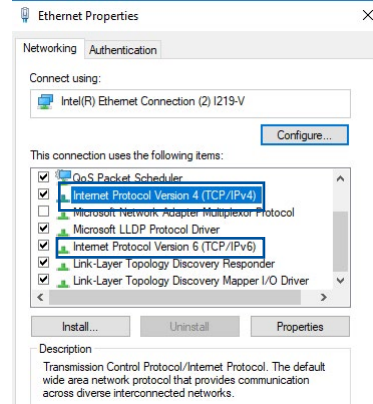 Ethernet Properties
Networking Authentication
Connect using:
Intel(R) Ethernet Connection (2) I219-V
Configure...
This connection uses the following items:
QoS Packet Scheduler
Internet Protocol Version 4 (TCP/IPv4)
Microsoft Network Adapter Multiplexor Protocol
Microsoft LLDP Protocol Driver
Internet Protocol Version 6 (TCP/IPv6)
Link-Layer Topology Discovery Responder
Link-Layer Topology Discovery Mapper I/O Driver
Install... Uninstall Properties
Description
Transmission Control Protocol/Internet Protocol. The default
wide area network protocol that provides communication
across diverse interconnected networks.